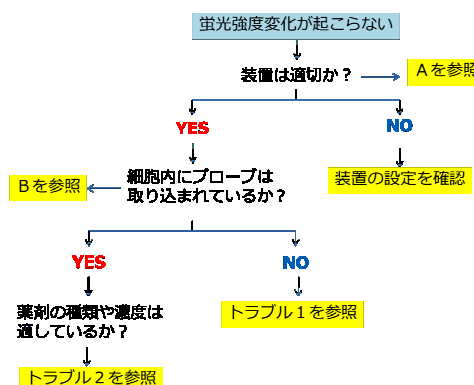 蛍光強度変化が起こらない
装置は適切か？
Aを参照
YES
NO
細胞内にプローブは
取り込まれているか？
Bを参照
装置の設定を確認
YES
NO
薬剤の種類や濃度は
適しているか？
トラブル１を参照
トラブル２を参照